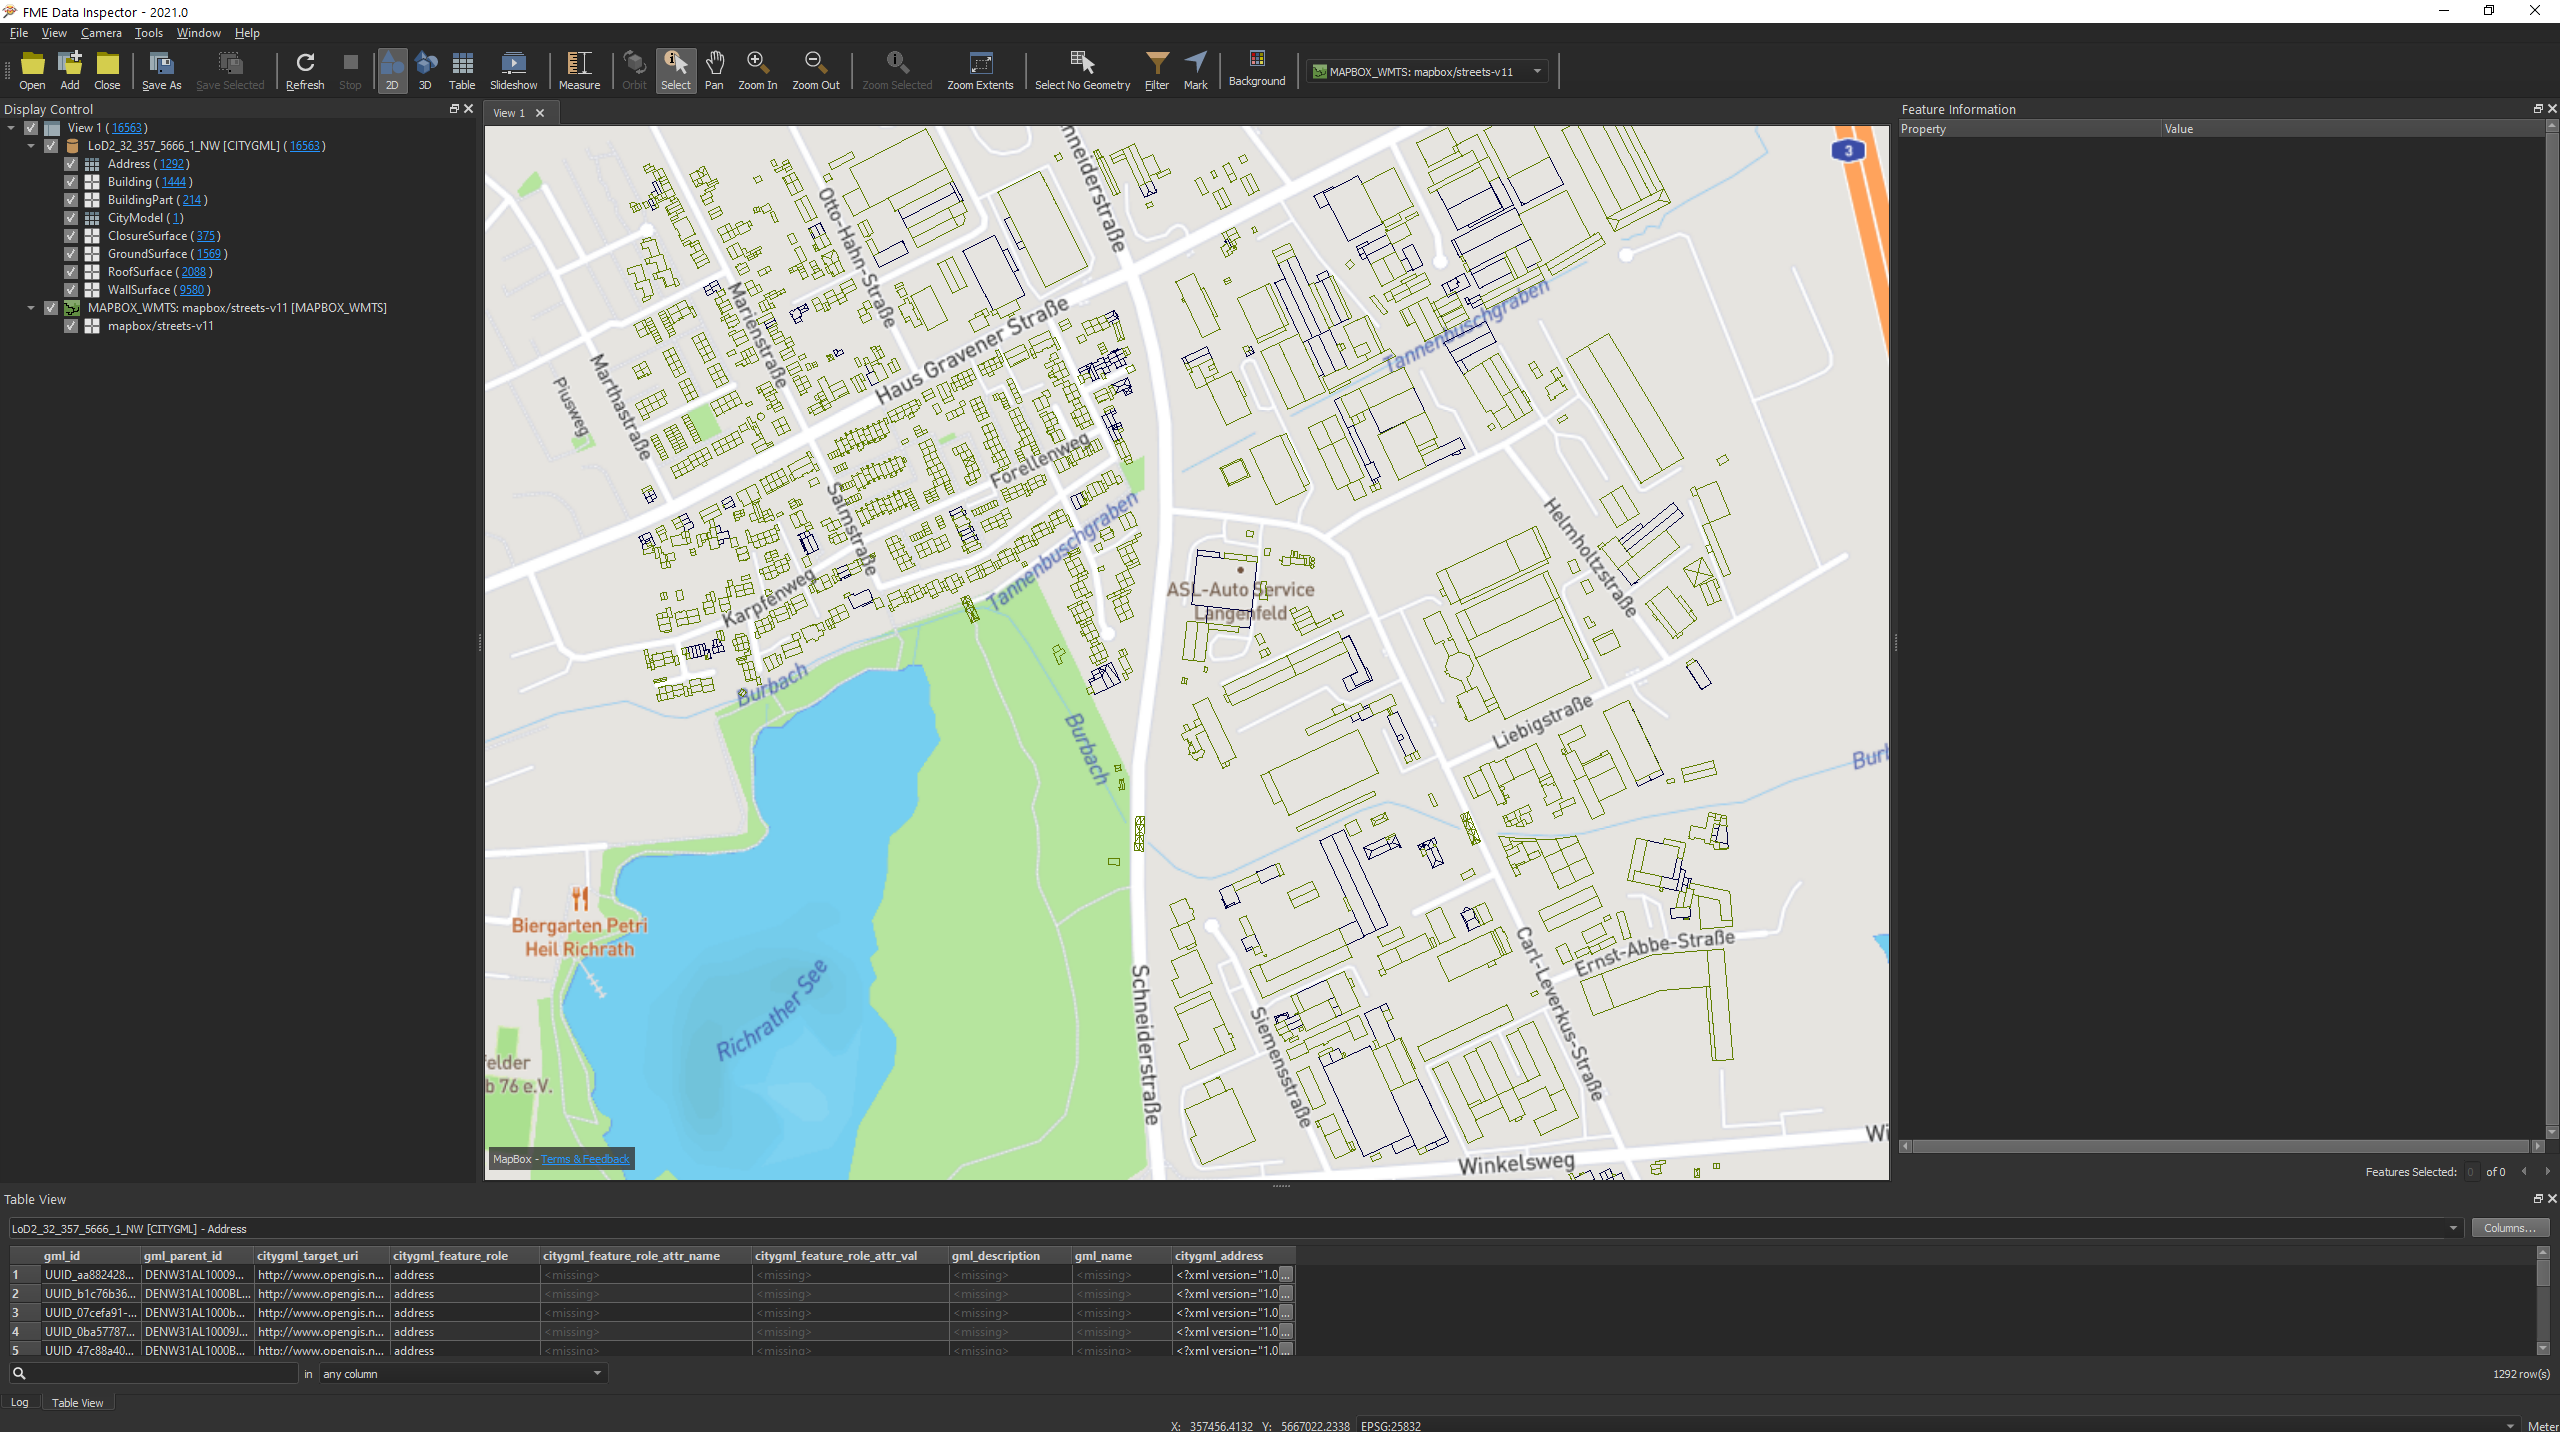 FME Data Inspector - 2021.0
File View Camera Tools Window Help
Open Add Close Save As Save Selected Refresh Stop 2D 3D Table Slideshow Measure Orbit Select Pan Zoom In Zoom Out Zoom Selected Zoom Extents Select No Geometry Filter Mark Background MAPBOX_WMTS: mapbox/streets-v11
Display Control
View 1 ( 16563 )
LoD2_32_357_5666_1_NW [CITYGML] ( 16563 )
Address ( 1292 )
Building ( 1444 )
BuildingPart ( 214 )
CityModel ( 1 )
ClosureSurface ( 375 )
GroundSurface ( 1569 )
RoofSurface ( 2088 )
WallSurface ( 9580 )
MAPBOX_WMTS: mapbox/streets-v11 [MAPBOX_WMTS]
mapbox/streets-v11
View 1
nneiderstraße
3
Otto-Hahn-Straße
Marienstraße
Haus Gravener Straße
Tannenbuschgraben
Marthastraße
Piusweg
Forellenweg
Salmstraße
Tannenbuschgraben
Helmholtzstraße
Karpfenweg
ASL-Auto Service
Langenfeld
Burbach
Burbach
Liebigstraße
Burl
Biergarten Petri
Heil Richrath
Richrather See
Schneiderstraße
Carl-Leverkus-Straße
Ernst-Abbe-Straße
Siemensstraße
felder
b 76 e.V.
Winkelsweg
Wi
MapBox - Terms & Feedback
Feature Information
Property Value
Features Selected: 0 of 0
Table View
LoD2_32_357_5666_1_NW [CITYGML] - Address Columns...
gml_id gml_parent_id citygml_target_uri citygml_feature_role citygml_feature_role_attr_name citygml_feature_role_attr_val gml_description gml_name citygml_address
1 UUID_aa882428... DENW31AL10009... http://www.opengis.n... address <missing> <missing> <missing> <missing> <?xml version="1.0 ...
2 UUID_b1c76b36... DENW31AL1000BL... http://www.opengis.n... address <missing> <missing> <missing> <missing> <?xml version="1.0 ...
3 UUID_07cefa91-... DENW31AL1000b... http://www.opengis.n... address <missing> <missing> <missing> <missing> <?xml version="1.0 ...
4 UUID_0ba57787... DENW31AL10009J... http://www.opengis.n... address <missing> <missing> <missing> <missing> <?xml version="1.0 ...
5 UUID_47c88a40... DENW31AL1000B... http://www.opengis.n... address <missing> <missing> <missing> <missing> <?xml version="1.0 ...
in any column 1292 row(s)
Log Table View
X: 357456.4132 Y: 5667022.2338 EPSG:25832 Meter